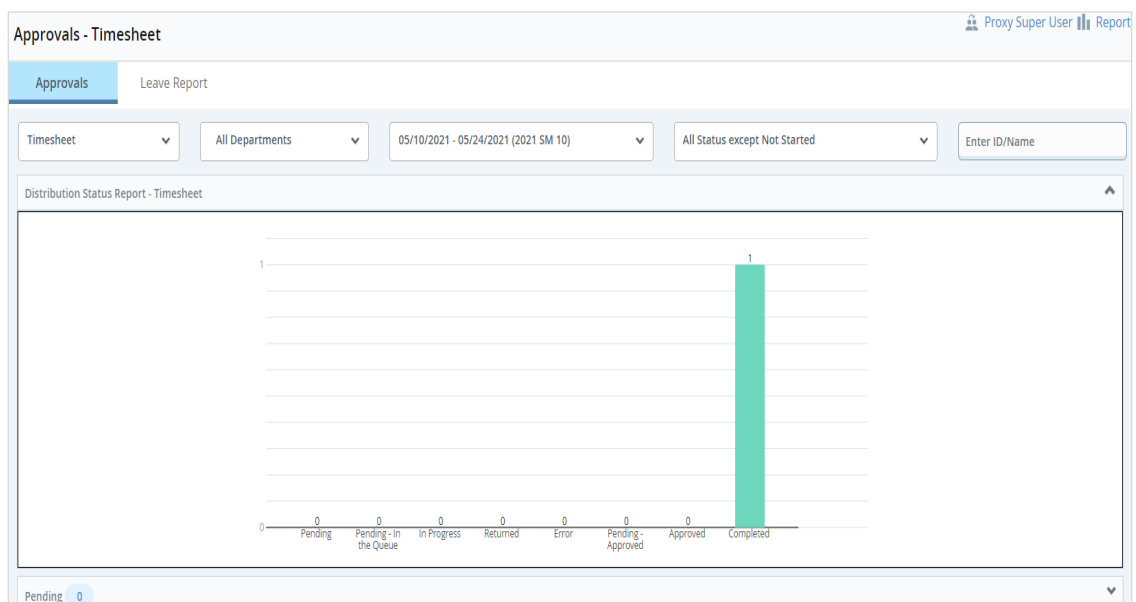 Proxy Super User Report
Approvals - Timesheet
Approvals Leave Report
Timesheet All Departments 05/10/2021 - 05/24/2021 (2021 SM 10) All Status except Not Started Enter ID/Name
Distribution Status Report - Timesheet
1 1
0 0 0 0 0 0 0 0
Pending Pending - In the Queue In Progress Returned Error Pending - Approved Approved Completed
Pending 0